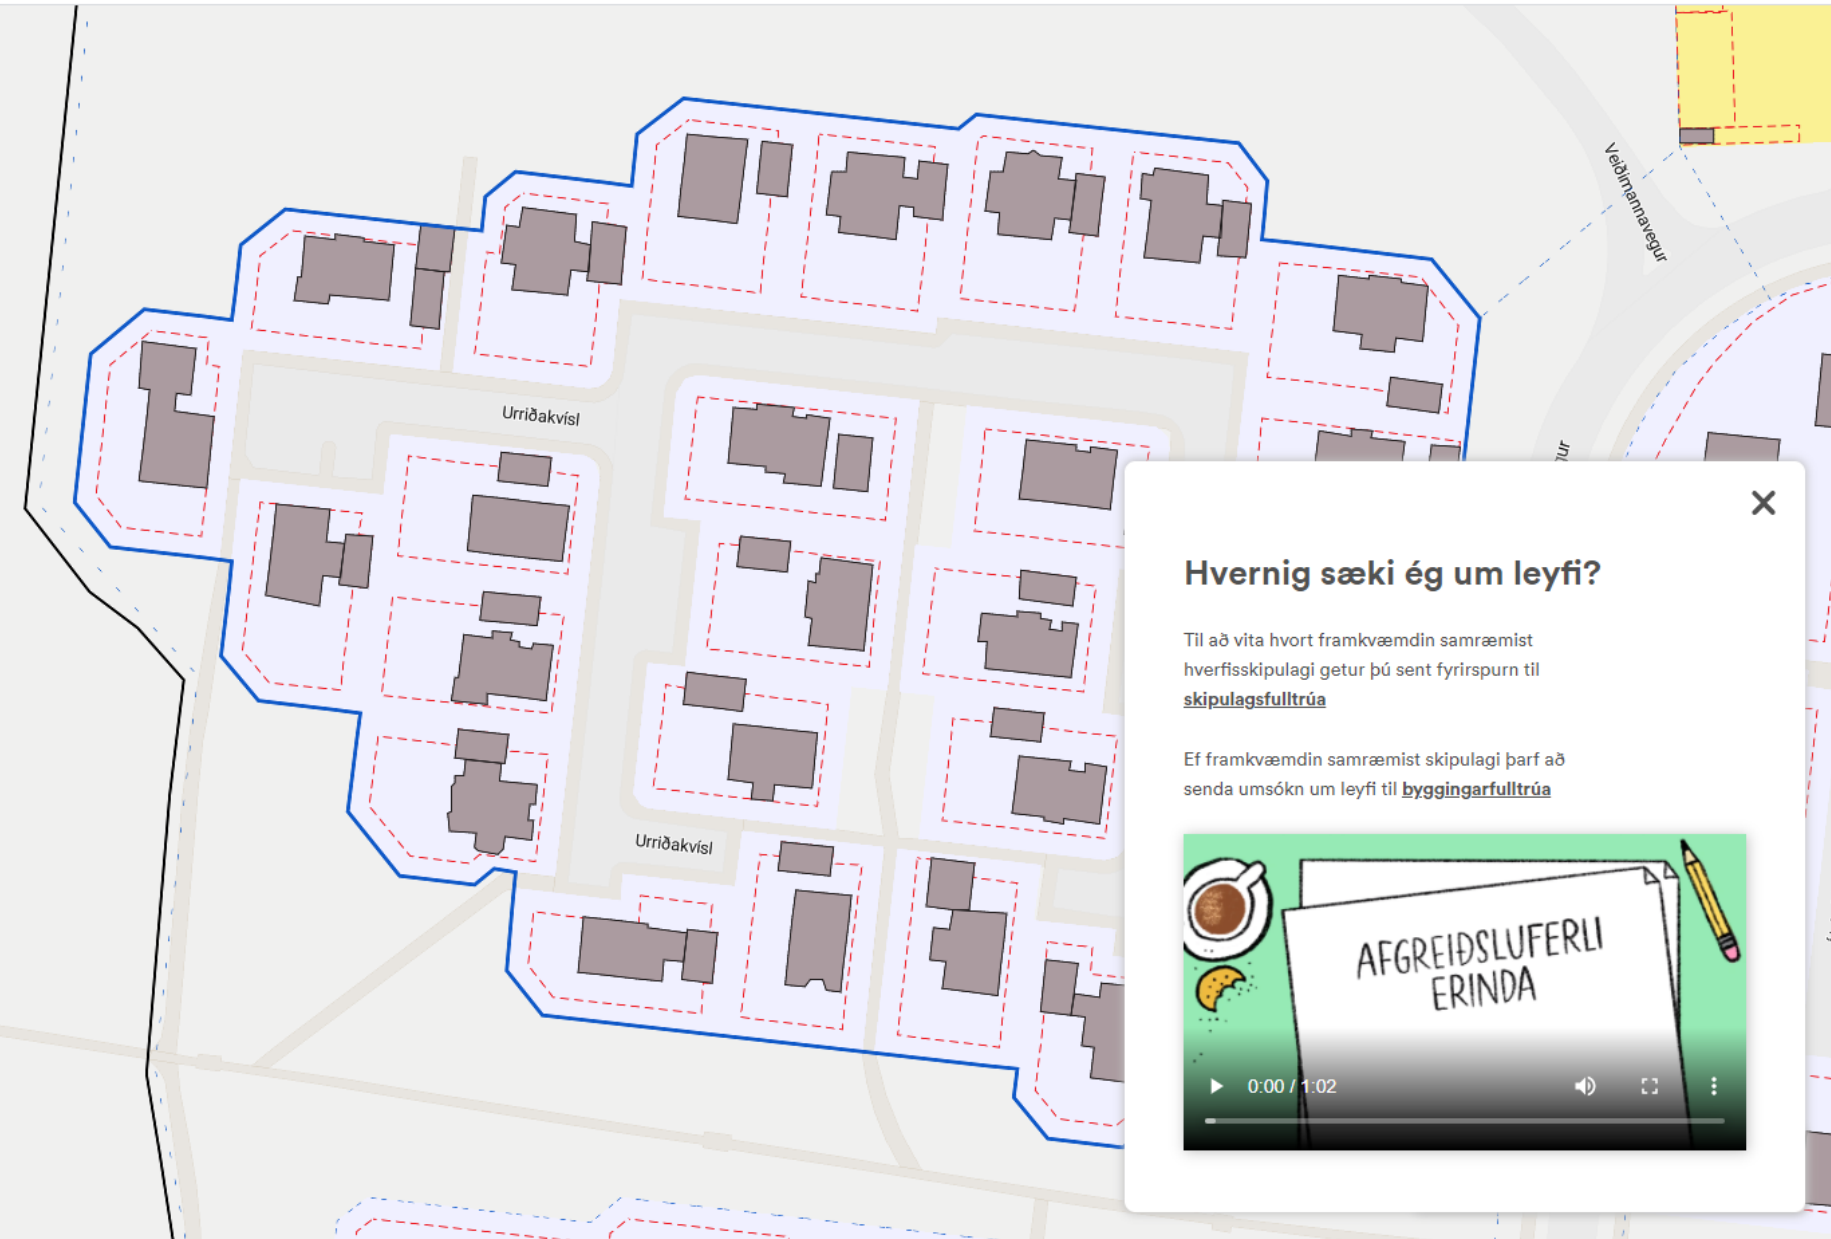 Veiðimannavegur
Urriðakvísl
Hvernig sæki ég um leyfi?
Til að vita hvort framkvæmdin samræmist
hverfisskipulagi getur þú sent fyrirspurn til
skipulagsfulltrúa
Ef framkvæmdin samræmist skipulagi þarf að
senda umsókn um leyfi til byggingarfulltrúa
AFGREIÐSLUFERLI
ERINDA
0:00 / 1:02
Urriðakvísl